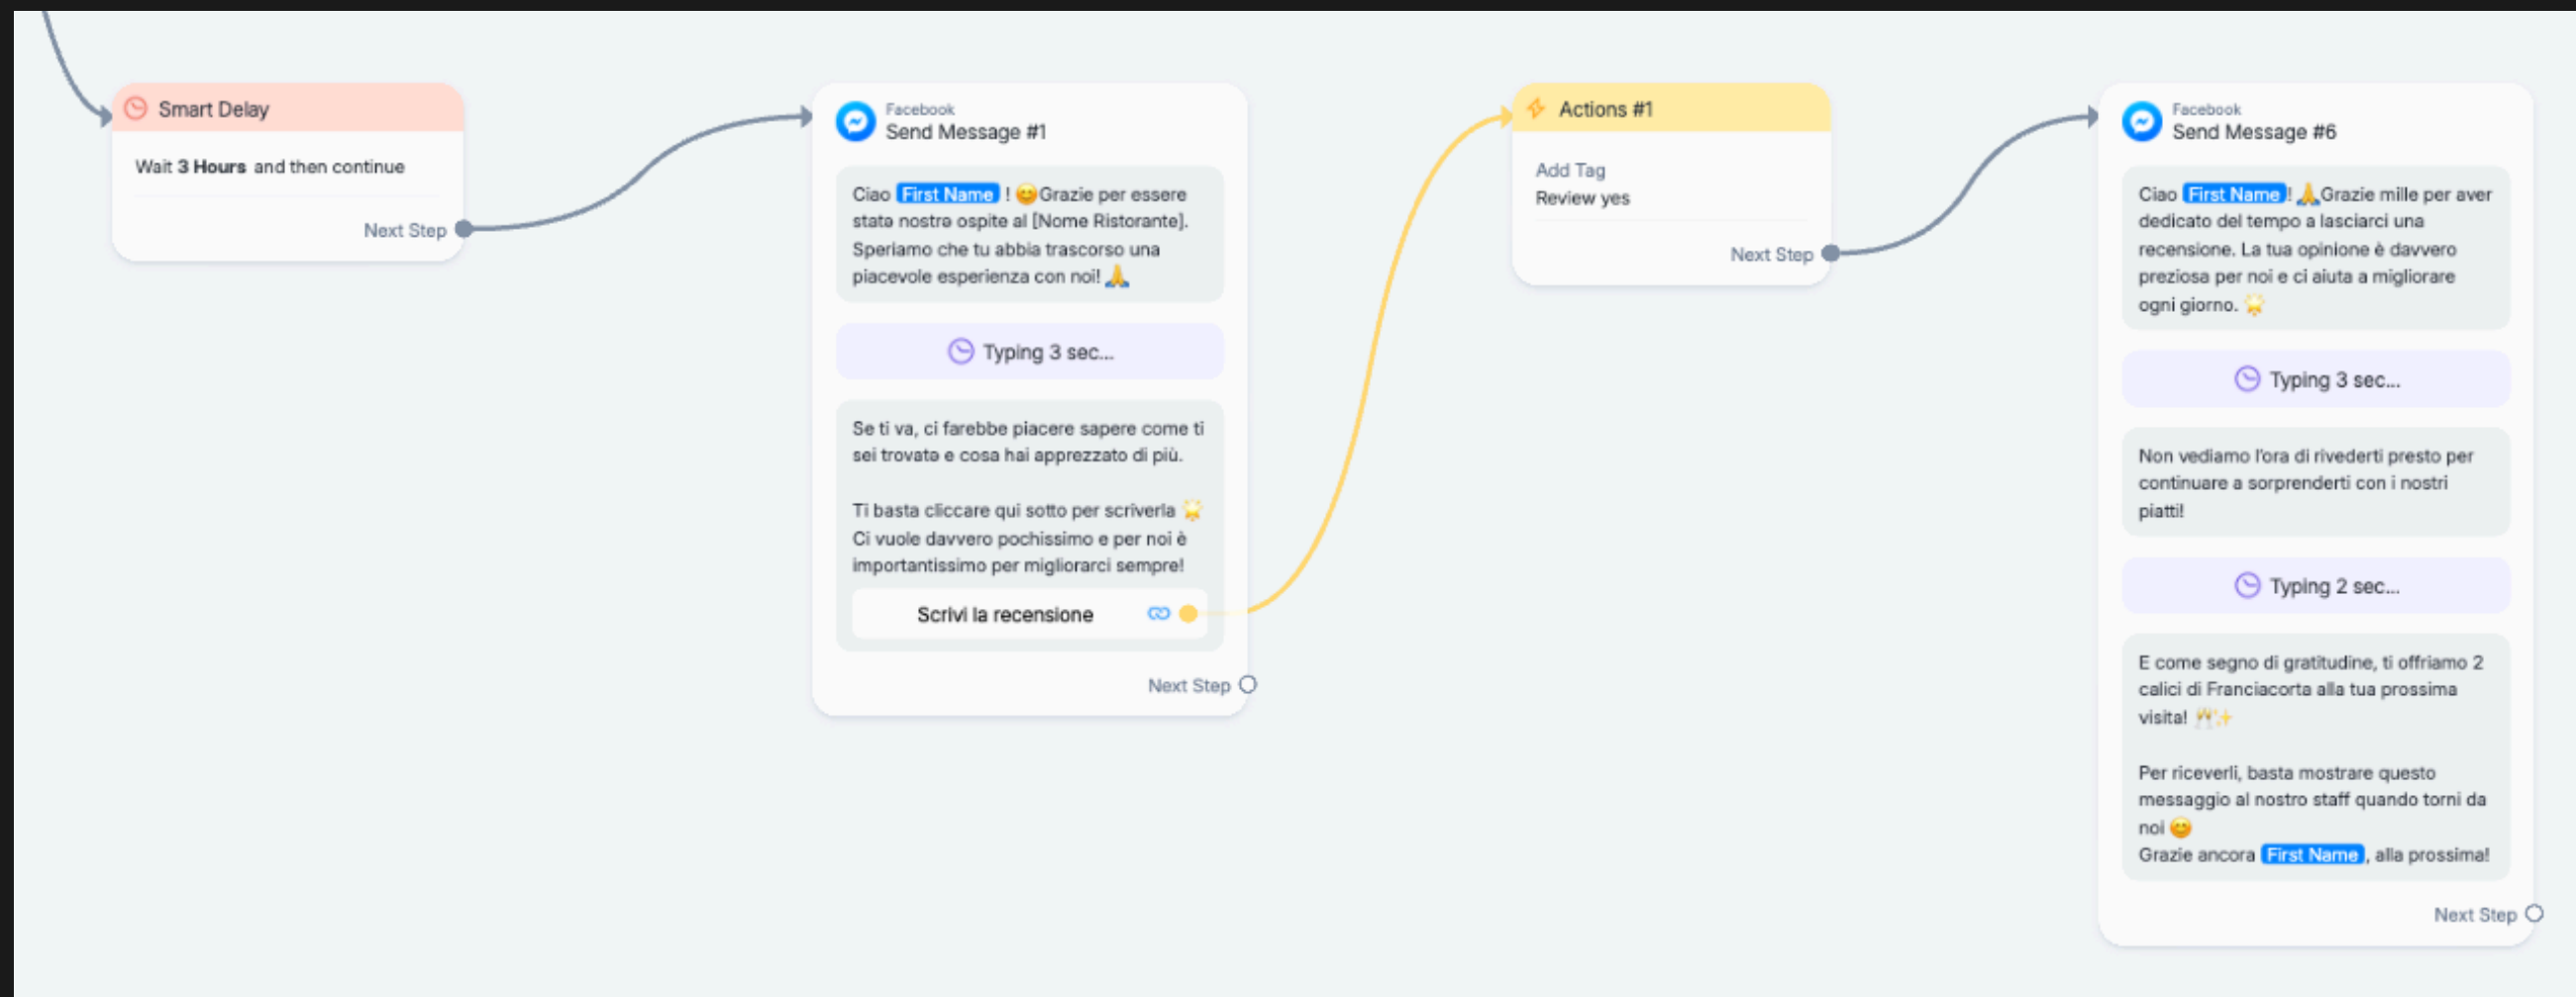 Smart Delay
Wait 3 Hours and then continue
Next Step
Facebook
Send Message #1
Ciao First Name ! 😊Grazie per essere
statə nostrə ospite al [Nome Ristorante].
Speriamo che tu abbia trascorso una
piacevole esperienza con noi! 🙏
Typing 3 sec...
Se ti va, ci farebbe piacere sapere come ti
sei trovatə e cosa hai apprezzato di più.
Ti basta cliccare qui sotto per scriverla 🌟
Ci vuole davvero pochissimo e per noi è
importantissimo per migliorarci sempre!
Scrivi la recensione
Next Step
Actions #1
Add Tag
Review yes
Next Step
Facebook
Send Message #6
Ciao First Name! 🙏Grazie mille per aver
dedicato del tempo a lasciarci una
recensione. La tua opinione è davvero
preziosa per noi e ci aiuta a migliorare
ogni giorno. 🌟
Typing 3 sec...
Non vediamo l'ora di rivederti presto per
continuare a sorprenderti con i nostri
piatti!
Typing 2 sec...
E come segno di gratitudine, ti offriamo 2
calici di Franciacorta alla tua prossima
visita! 🥂✨
Per riceverli, basta mostrare questo
messaggio al nostro staff quando torni da
noi 😊
Grazie ancora First Name, alla prossima!
Next Step